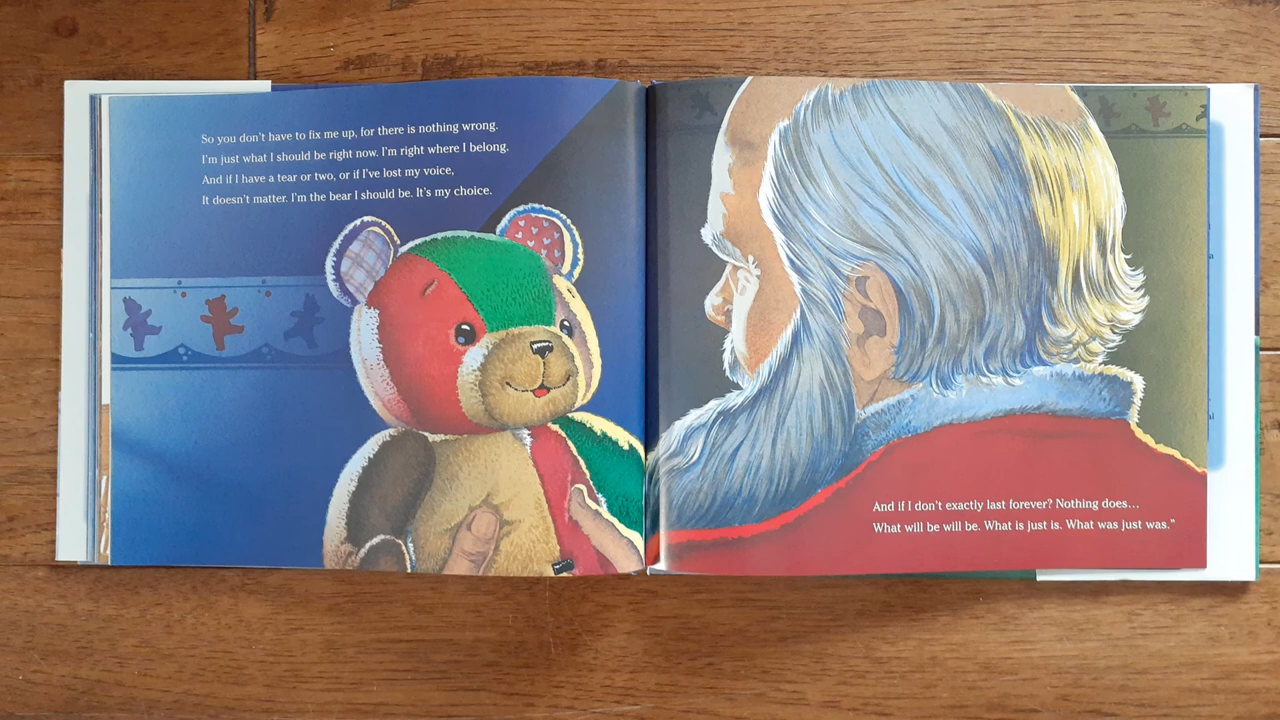 So you don't have to fix me up, for there is nothing wrong.
I'm just what I should be right now. I'm right where I belong,
And if I have a tear or two, or if I've lost my voice,
It doesn't matter. I'm the bear I should be. It's my choice.
And if I don't exactly last forever? Nothing does…
What will be will be. What is just is. What was just was.”